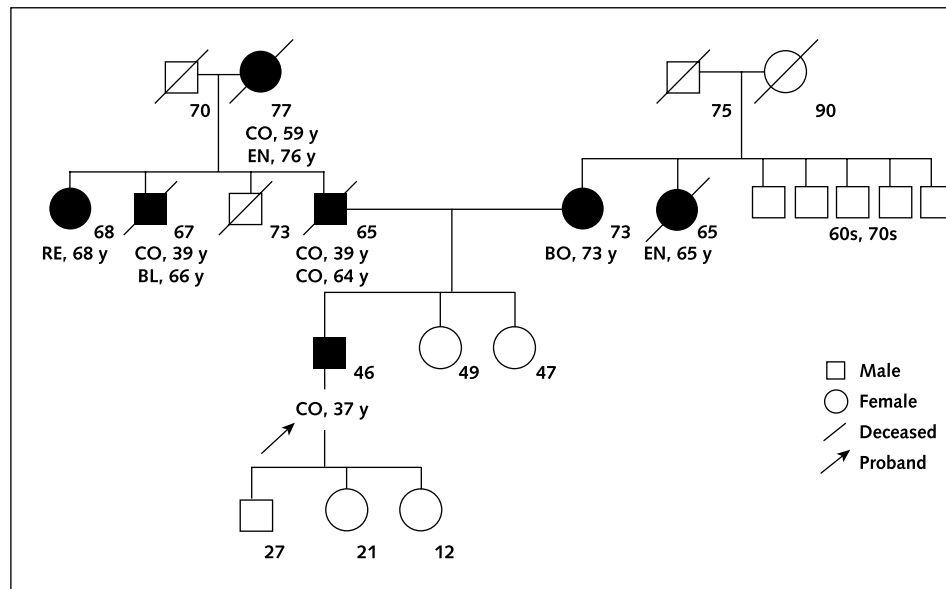 70
77
CO, 59 y
EN, 76 y
75
90
68
RE, 68 y
67
CO, 39 y
BL, 66 y
73
65
CO, 39 y
CO, 64 y
73
BO, 73 y
65
EN, 65 y
60s, 70s
46
CO, 37 y
49
47
27
21
12
Male
Female
Deceased
Proband